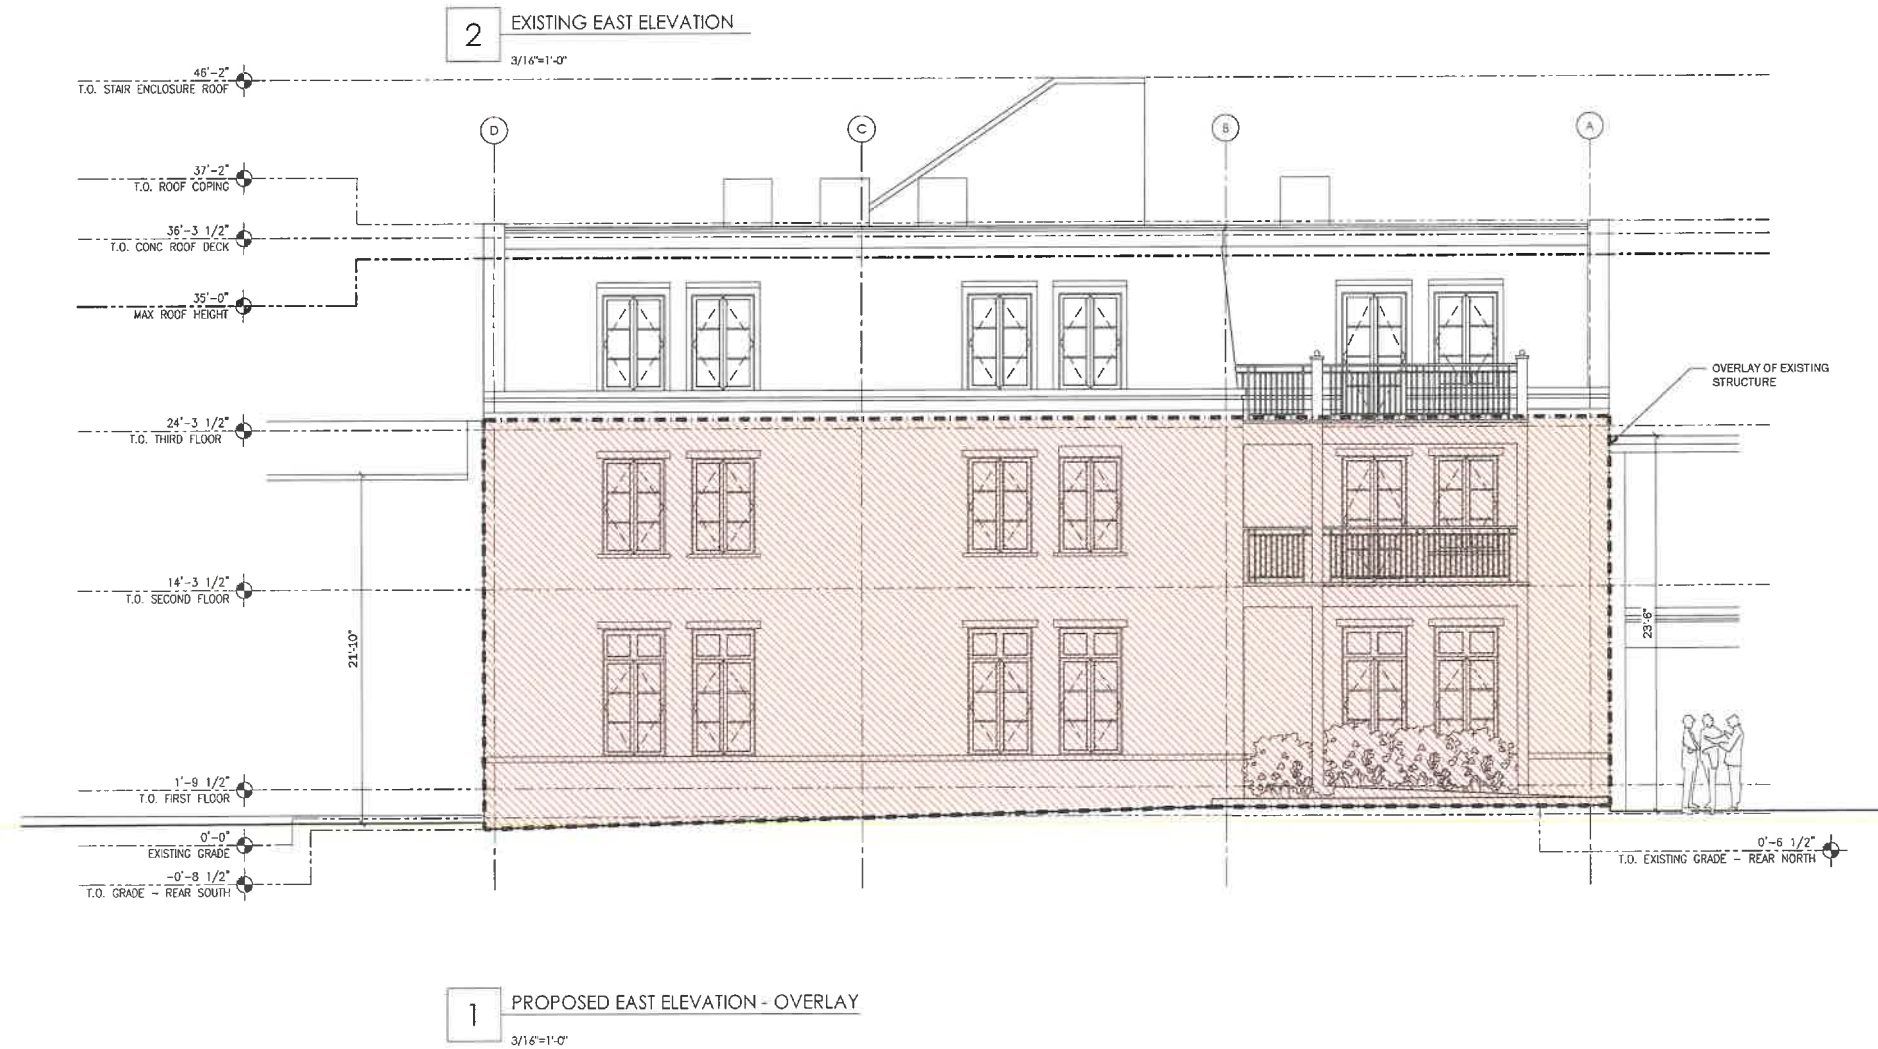 2
EXISTING EAST ELEVATION
3/16"=1'-0"
46'-2"
T.O. STAIR ENCLOSURE ROOF
D
C
B
A
37'-2"
T.O. ROOF COPING
36'-3 1/2"
T.O. CONC ROOF DECK
35'-0"
MAX ROOF HEIGHT
OVERLAY OF EXISTING
STRUCTURE
24'-3 1/2"
T.O. THIRD FLOOR
14'-3 1/2"
T.O. SECOND FLOOR
21'-10"
23'-6"
1'-9 1/2"
T.O. FIRST FLOOR
0'-0"
EXISTING GRADE
-0'-8 1/2"
T.O. GRADE - REAR SOUTH
0'-6 1/2"
T.O. EXISTING GRADE - REAR NORTH
1
PROPOSED EAST ELEVATION - OVERLAY
3/16"=1'-0"